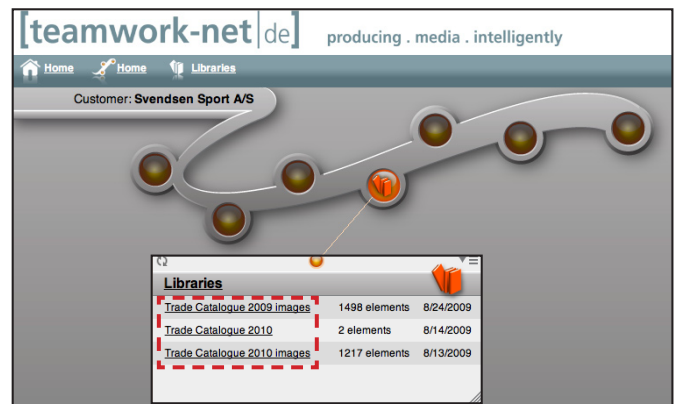 [teamwork-net|de] producing . media . intelligently
Home Home Libraries
Customer: Svendsen Sport A/S
Libraries
Trade Catalogue 2009 images 1498 elements 8/24/2009
Trade Catalogue 2010 2 elements 8/14/2009
Trade Catalogue 2010 images 1217 elements 8/13/2009